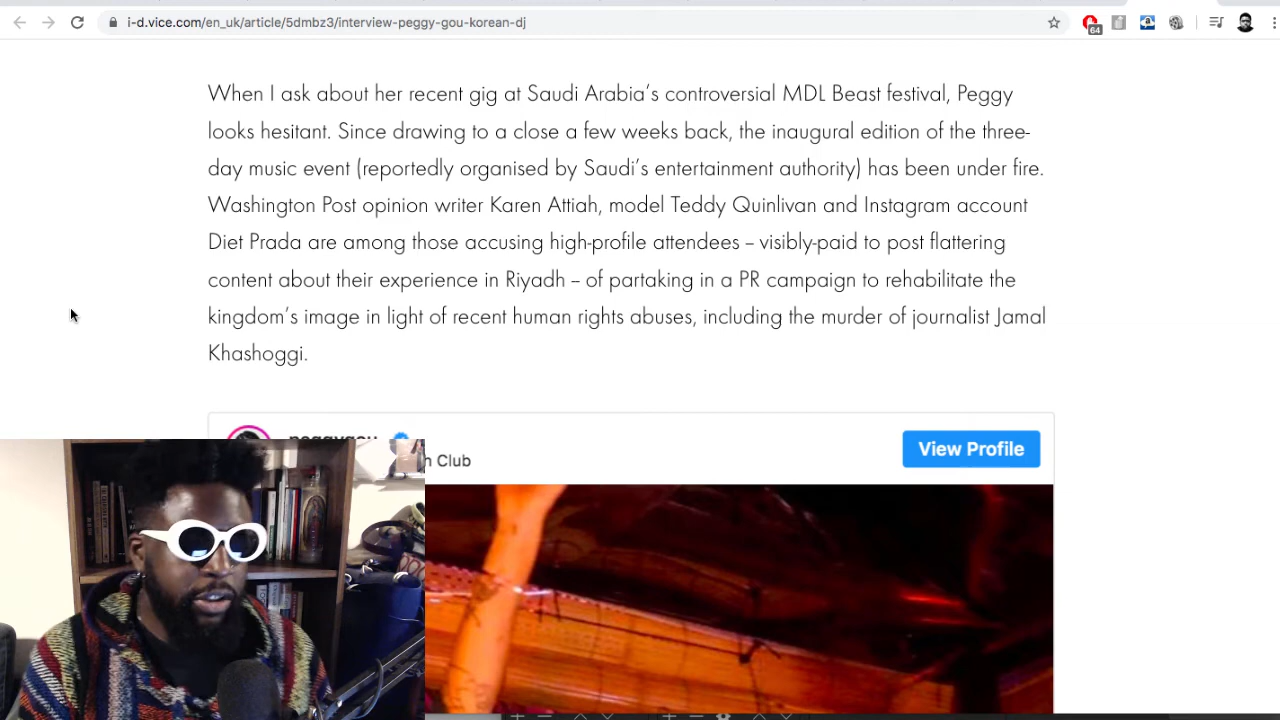 i-d.vice.com/en_uk/article/5dmbz3/interview-peggy-gou-korean-dj
64
When I ask about her recent gig at Saudi Arabia’s controversial MDL Beast festival, Peggy
looks hesitant. Since drawing to a close a few weeks back, the inaugural edition of the three-
day music event (reportedly organised by Saudi’s entertainment authority) has been under fire.
Washington Post opinion writer Karen Attiah, model Teddy Quinlivan and Instagram account
Diet Prada are among those accusing high-profile attendees – visibly-paid to post flattering
content about their experience in Riyadh – of partaking in a PR campaign to rehabilitate the
kingdom’s image in light of recent human rights abuses, including the murder of journalist Jamal
Khashoggi.
peggygou
Club
View Profile